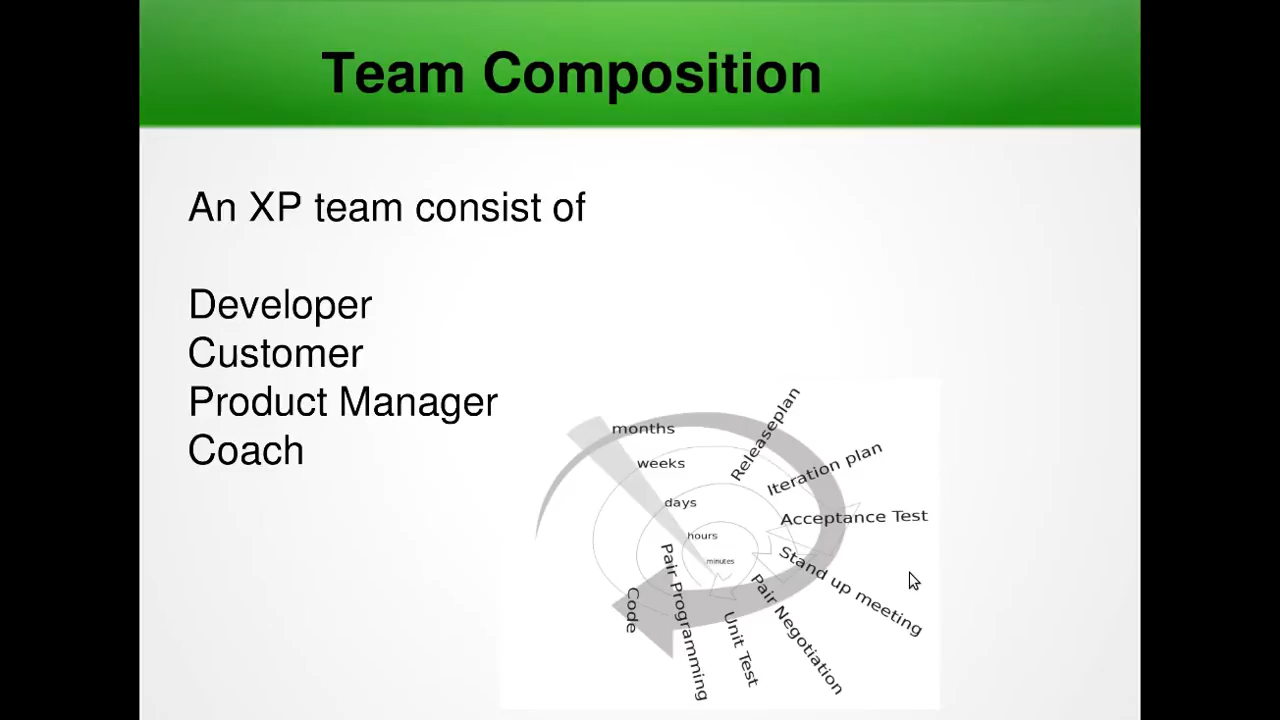 Team Composition
An XP team consist of
Developer
Customer
Product Manager
Coach
months
weeks
days
hours
minutes
Releaseplan
Iteration plan
Acceptance Test
Stand up meeting
Pair Negotiation
Unit Test
Pair Programming
Code